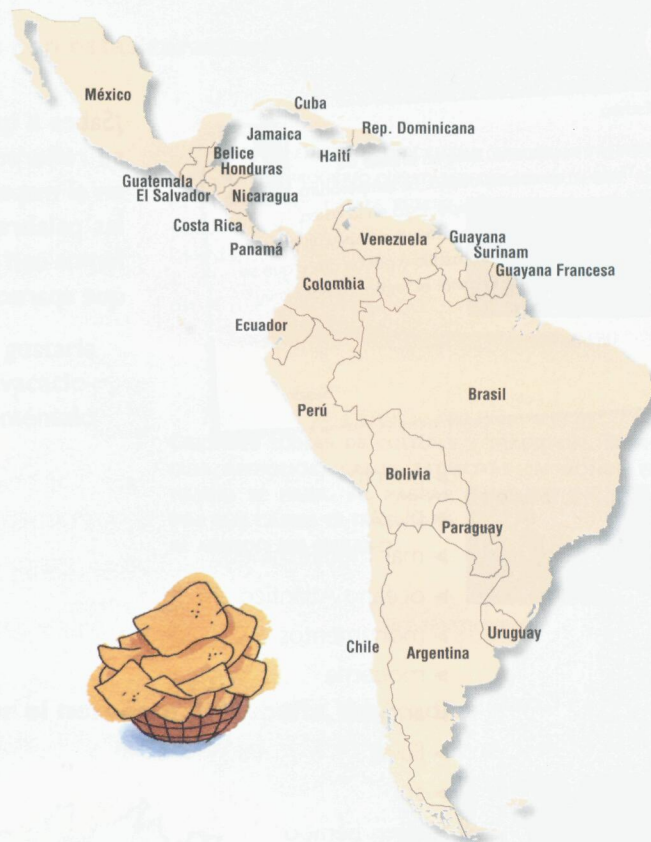 México
Cuba
Jamaica
Rep. Dominicana
Haití
Belice
Honduras
Guatemala
El Salvador
Nicaragua
Costa Rica
Panamá
Venezuela
Guayana
Surinam
Guayana Francesa
Colombia
Ecuador
Brasil
Perú
Bolivia
Paraguay
Chile
Argentina
Uruguay